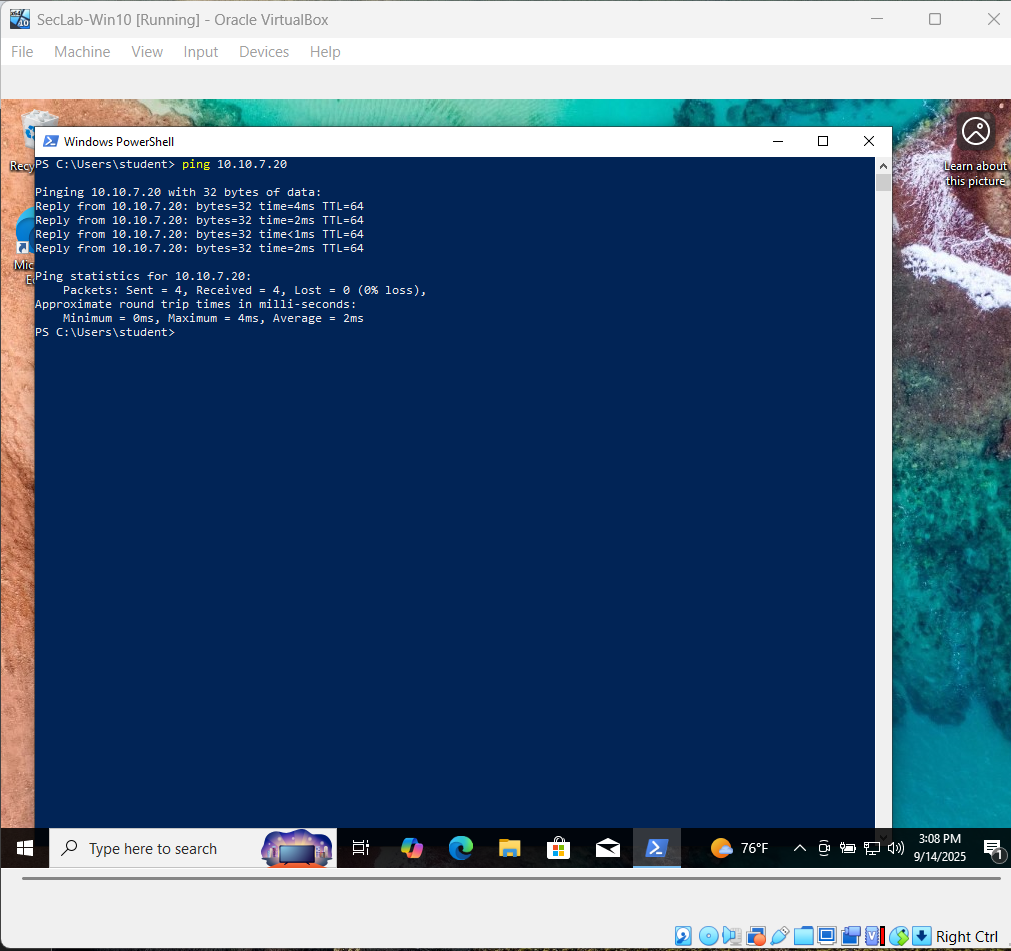 SecLab-Win10 [Running] - Oracle VirtualBox
File Machine View Input Devices Help
Windows PowerShell
PS C:\Users\student> ping 10.10.7.20
Pinging 10.10.7.20 with 32 bytes of data:
Reply from 10.10.7.20: bytes=32 time=4ms TTL=64
Reply from 10.10.7.20: bytes=32 time=2ms TTL=64
Reply from 10.10.7.20: bytes=32 time<1ms TTL=64
Reply from 10.10.7.20: bytes=32 time=2ms TTL=64
Ping statistics for 10.10.7.20:
Packets: Sent = 4, Received = 4, Lost = 0 (0% loss),
Approximate round trip times in milli-seconds:
Minimum = 0ms, Maximum = 4ms, Average = 2ms
PS C:\Users\student>
Recy
Mic
E
Learn about
this picture
Type here to search
76°F
3:08 PM
9/14/2025
1
Right Ctrl